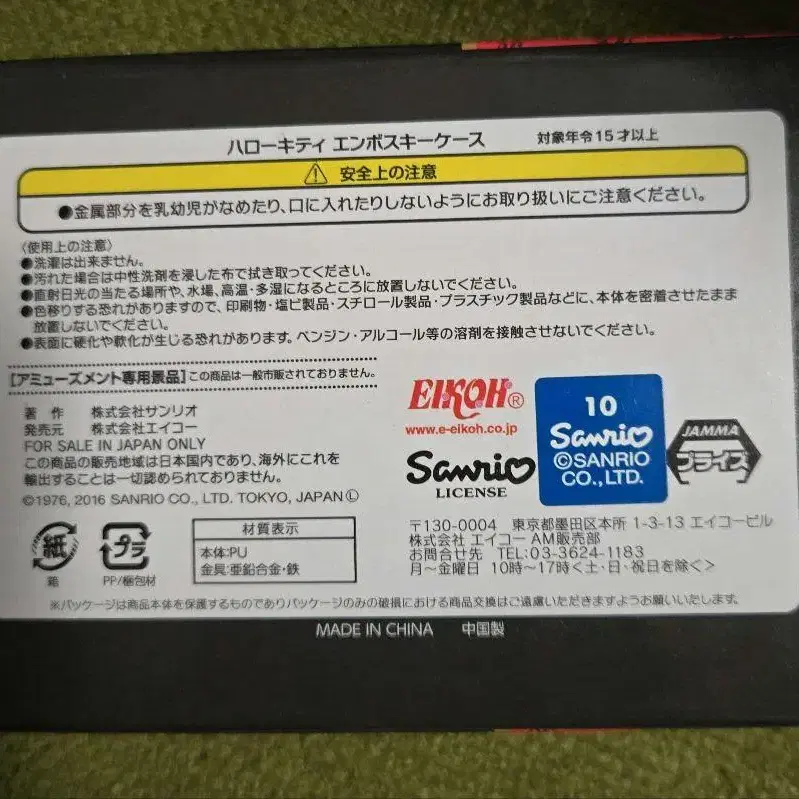 ハローキティ エンボスキーケース 対象年令15才以上
安全上の注意
●金属部分を乳幼児がなめたり、口に入れたりしないようにお取り扱いにご注意ください。
〈使用上の注意〉
●洗濯は出来ません。
●汚れた場合は中性洗剤を浸した布で拭き取ってください。
●直射日光の当たる場所や、水場、高温・多湿になるところに放置しないでください。
●色移りする恐れがありますので、印刷物・塩ビ製品・スチロール製品・プラスチック製品などに、本体を密着させたまま
放置しないでください。
●表面に硬化や軟化が生じる恐れがあります。ベンジン・アルコール等の溶剤を接触させないでください。
【アミューズメント専用景品】この商品は一般市販されておりません。
著作 株式会社サンリオ
発売元 株式会社エイコー
FOR SALE IN JAPAN ONLY
この商品の販売地域は日本国内であり、海外にこれを
輸出することは一切認められておりません。
©1976, 2016 SANRIO CO., LTD. TOKYO, JAPAN Ⓛ
EIKOH®
www.e-eikoh.co.jp
Sanrio
LICENSE
10
Sanrio
©SANRIO
CO.,LTD.
JAMMA
プライズ
紙
箱
プラ
PP/梱包材
材質表示
本体:PU
金具:亜鉛合金・鉄
〒130-0004 東京都墨田区本所 1-3-13 エイコービル
株式会社 エイコー AM販売部
お問合せ先 TEL:03-3624-1183
月～金曜日 10時～17時<土・日・祝日を除く>
※パッケージは商品本体を保護するものでありパッケージのみの破損における商品交換はご遠慮いただきますようお願いいたします。
MADE IN CHINA 中国製